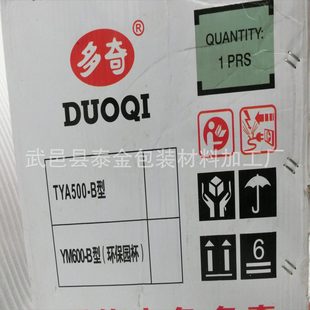 多奇®
DUOQI
QUANTITY:
1 PRS
武邑县泰金包装材料加工厂
TYA500-B型
YM600-B型(环保园杯)
6